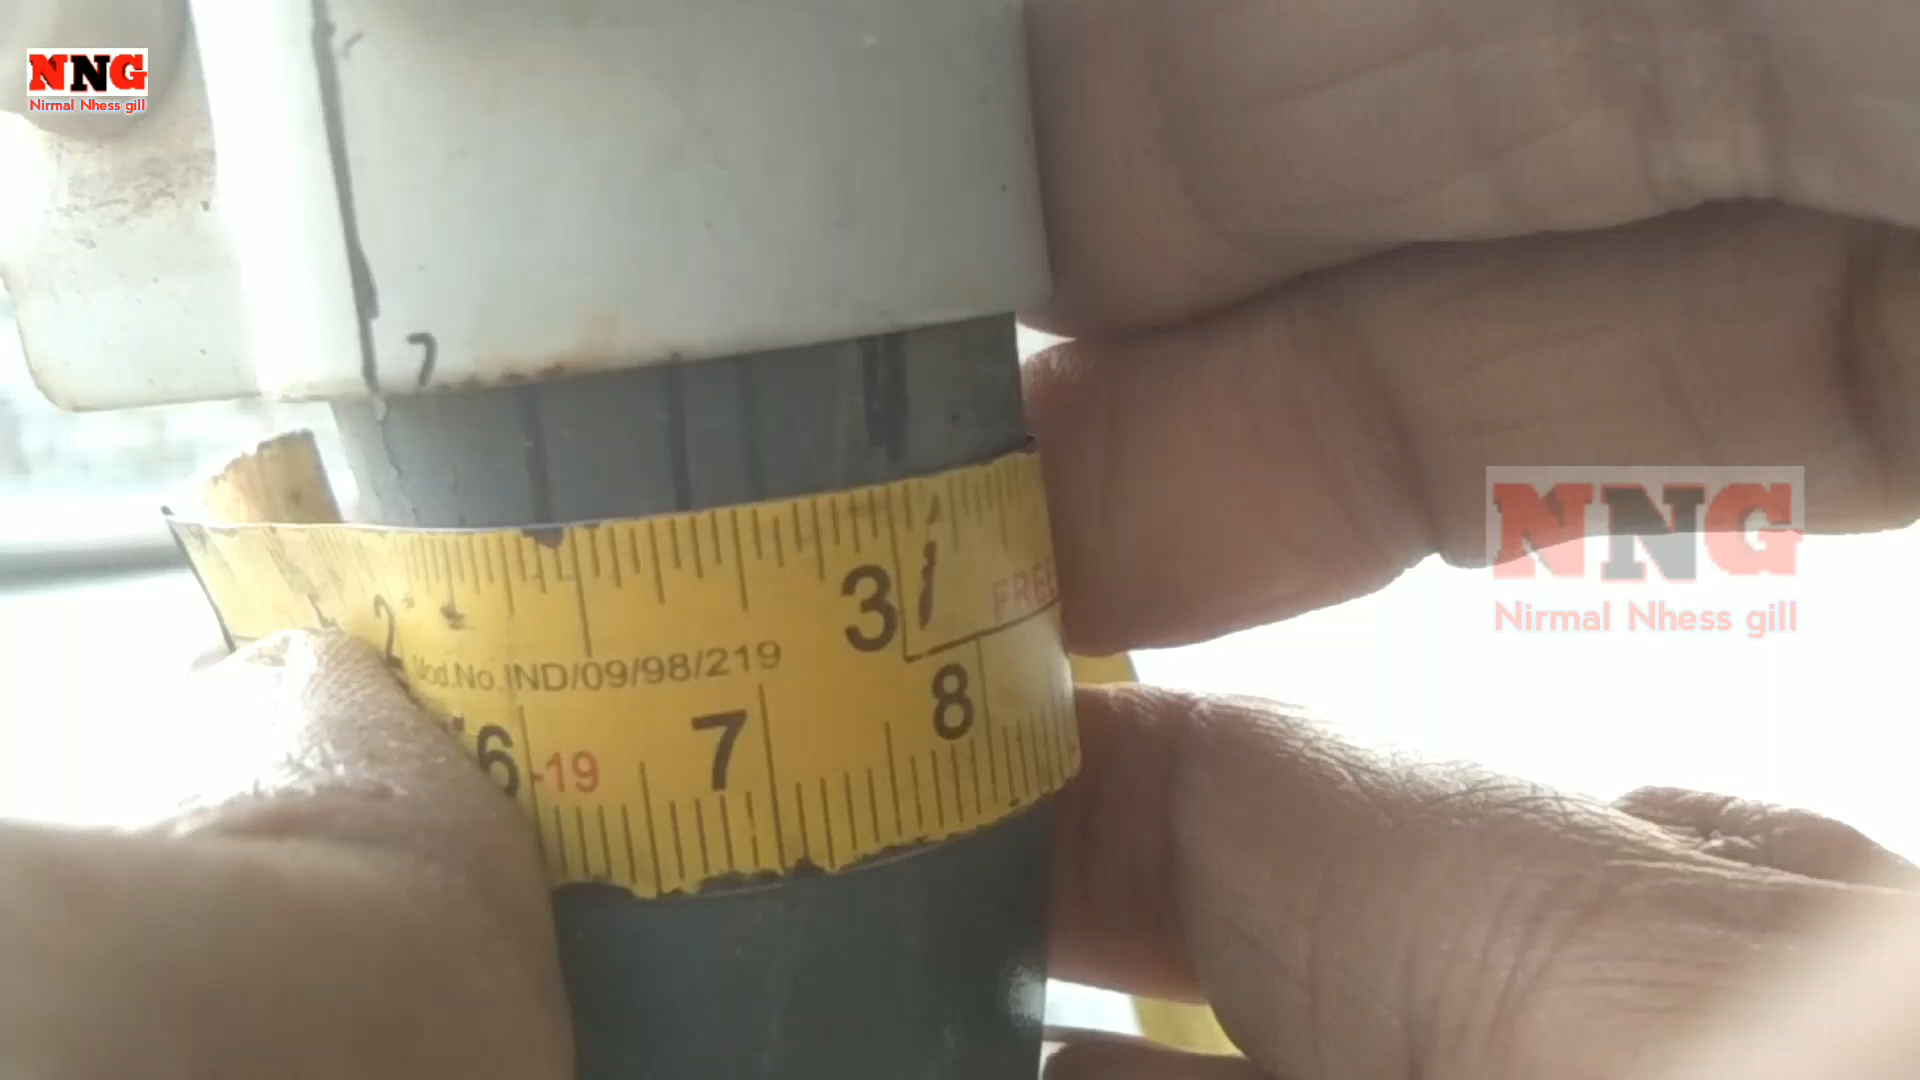 NNG
Nirmal Nhess gill
2
3
FREE
Mod.No.IND/09/98/219
6
-19
7
8
NNG
Nirmal Nhess gill